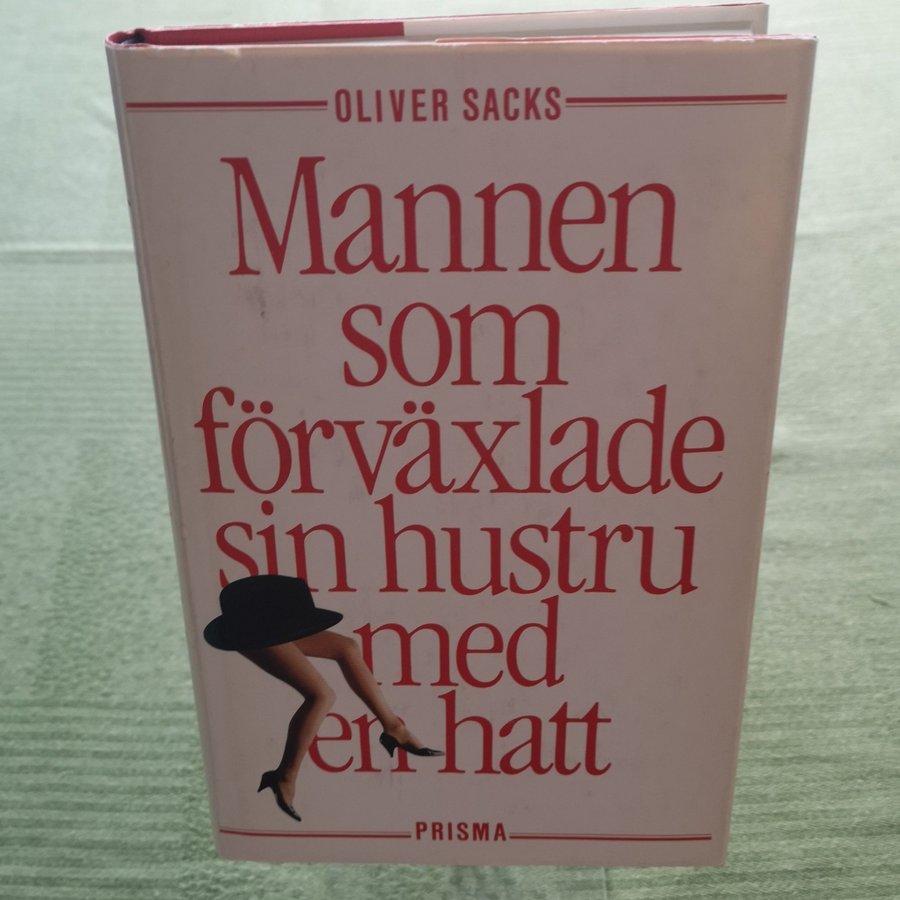 OLIVER SACKS
Mannen
som
förväxlade
sin hustru
med
en hatt
PRISMA